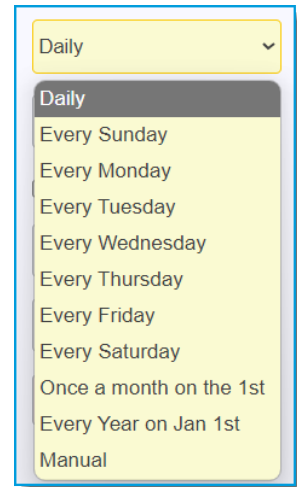 Daily
Daily
Every Sunday
Every Monday
Every Tuesday
Every Wednesday
Every Thursday
Every Friday
Every Saturday
Once a month on the 1st
Every Year on Jan 1st
Manual